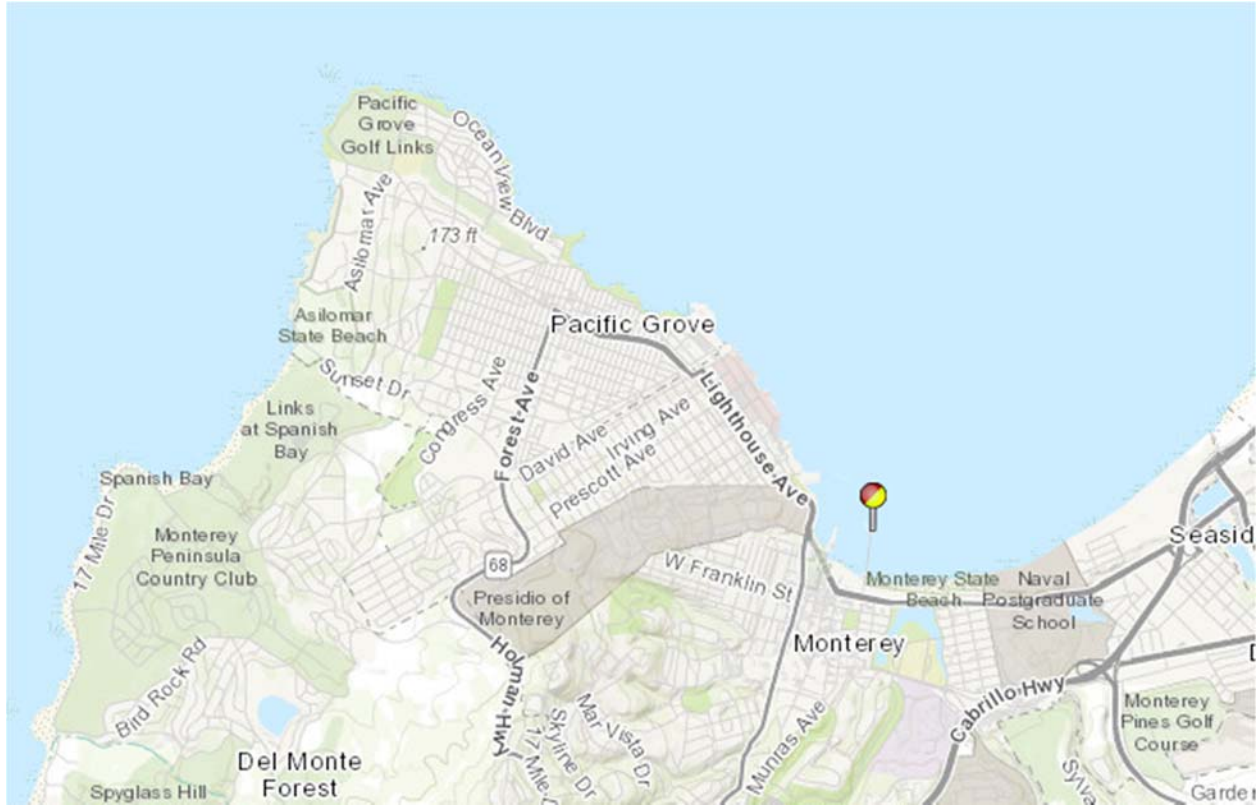 Pacific
Grove
Golf Links
Ocean View Blvd
Asilomar Ave
173 ft
Asilomar
State Beach
Pacific Grove
Sunset Dr
Congress Ave
Forest Ave
Lighthouse Ave
David Ave
Irving Ave
Prescott Ave
Links
at Spanish
Bay
Spanish Bay
17 Mile Dr
Monterey
Peninsula
Country Club
68
Presidio of
Monterey
W Franklin St
Monterey State
Beach
Naval
Postgraduate
School
Seasid
Monterey
Holman Hwy
Bird Rock Rd
Mar Vista Dr
Skyline Dr
17 Mile
Munras Ave
Cabrillo Hwy
Monterey
Pines Golf
Course
Del Monte
Forest
Spyglass Hill
Sylva
Garde